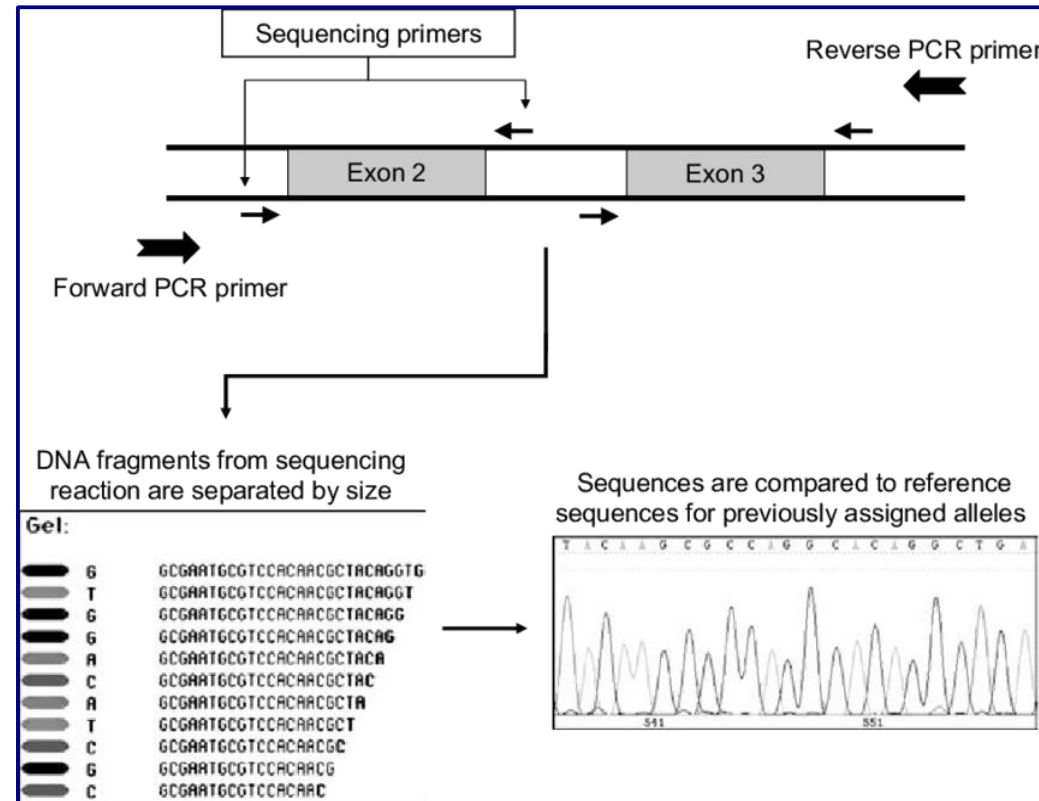 Sequencing primers
Reverse PCR primer
Exon 2
Exon 3
Forward PCR primer
DNA fragments from sequencing
reaction are separated by size
Sequences are compared to reference
sequences for previously assigned alleles
Gel:
G GCGAATGCGTCCACAACGCTACAGGTG
T GCGAATGCGTCCACAACGCTACAGGT
G GCGAATGCGTCCACAACGCTACAGG
G GCGAATGCGTCCACAACGCTACAG
A GCGAATGCGTCCACAACGCTACA
C GCGAATGCGTCCACAACGCTAC
A GCGAATGCGTCCACAACGCTA
T GCGAATGCGTCCACAACGCT
C GCGAATGCGTCCACAACGC
G GCGAATGCGTCCACAACG
C GCGAATGCGTCCACAAC
T A C A A G C G C C A G G C A C A G G C T G A
541 551